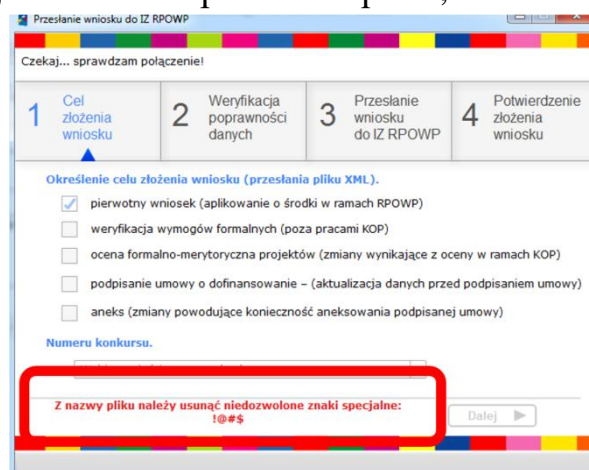 Przesłanie wniosku do IZ RPOWP
Czekaj... sprawdzam połączenie!
1 Cel złożenia wniosku
2 Weryfikacja poprawności danych
3 Przesłanie wniosku do IZ RPOWP
4 Potwierdzenie złożenia wniosku
Określenie celu złożenia wniosku (przesłania pliku XML).
pierwotny wniosek (aplikowanie o środki w ramach RPOWP)
weryfikacja wymogów formalnych (poza pracami KOP)
ocena formalno-merytoryczna projektów (zmiany wynikające z oceny w ramach KOP)
podpisanie umowy o dofinansowanie – (aktualizacja danych przed podpisaniem umowy)
aneks (zmiany powodujące konieczność aneksowania podpisanej umowy)
Numeru konkursu.
Z nazwy pliku należy usunąć niedozwolone znaki specjalne:
!@#$
Dalej